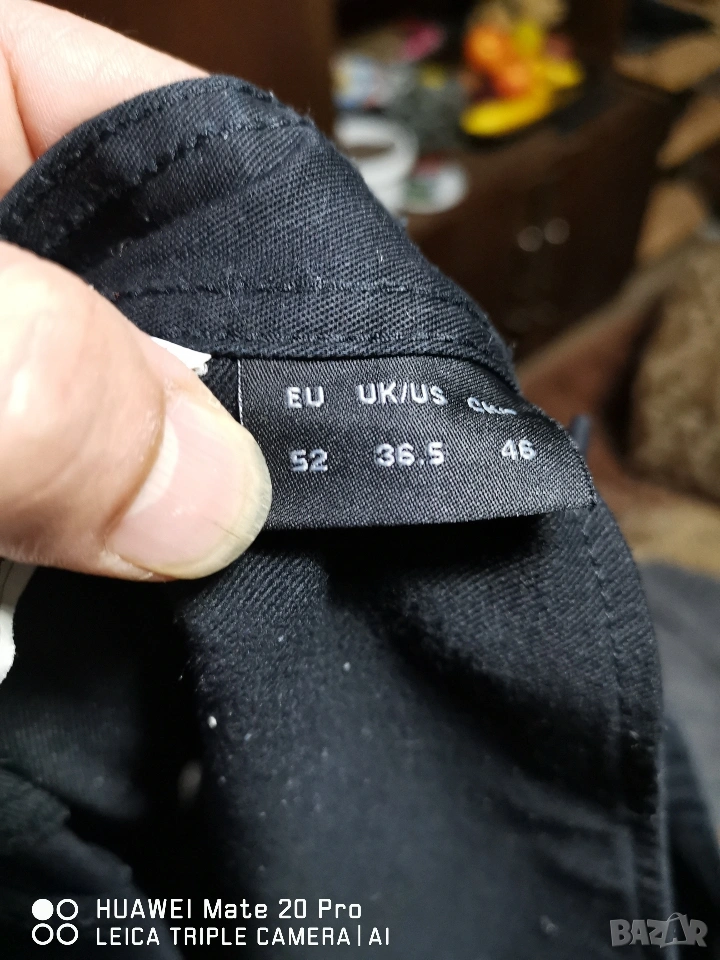 EU UK/US
52 36.5 46
HUAWEI Mate 20 Pro
LEICA TRIPLE CAMERA | AI
BAZAR